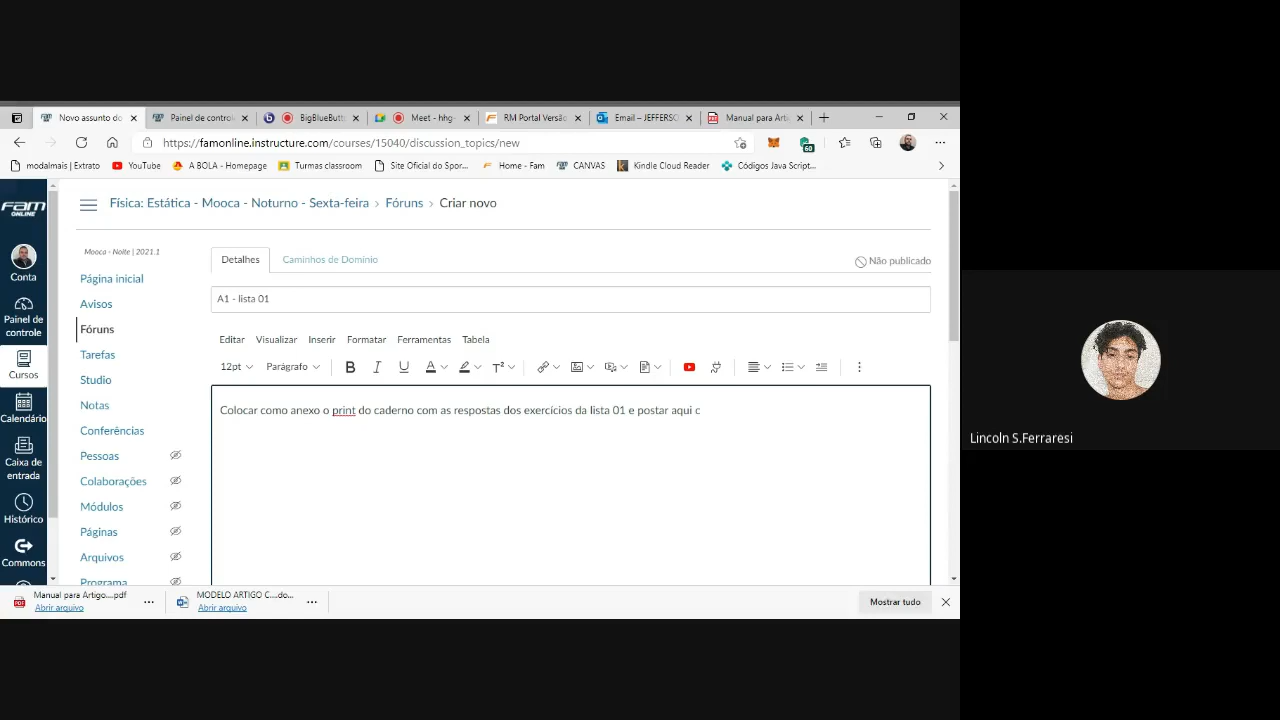 Novo assunto do
Painel de control
BigBlueButt
Meet - hhg-
RM Portal Versão
Email – JEFFERSC
Manual para Arti
https://famonline.instructure.com/courses/15040/discussion_topics/new
60
modalmais | Extrato
YouTube
A BOLA - Homepage
Turmas classroom
Site Oficial do Spor...
Home - Fam
CANVAS
Kindle Cloud Reader
Códigos Java Script...
FAM
ONLINE
Conta
Painel de
controle
Cursos
Calendário
Caixa de
entrada
Histórico
Commons
Física: Estática - Mooca - Noturno - Sexta-feira › Fóruns › Criar novo
Mooca - Noite | 2021.1
Página inicial
Avisos
Fóruns
Tarefas
Studio
Notas
Conferências
Pessoas
Colaborações
Módulos
Páginas
Arquivos
Programa
Detalhes
Caminhos de Domínio
Não publicado
A1 - lista 01
Editar Visualizar Inserir Formatar Ferramentas Tabela
12pt Parágrafo B I U A T²
Colocar como anexo o print do caderno com as respostas dos exercícios da lista 01 e postar aqui c
Manual para Artigo....pdf
Abrir arquivo
MODELO ARTIGO C....do...
Abrir arquivo
Mostrar tudo
Lincoln S.Ferraresi